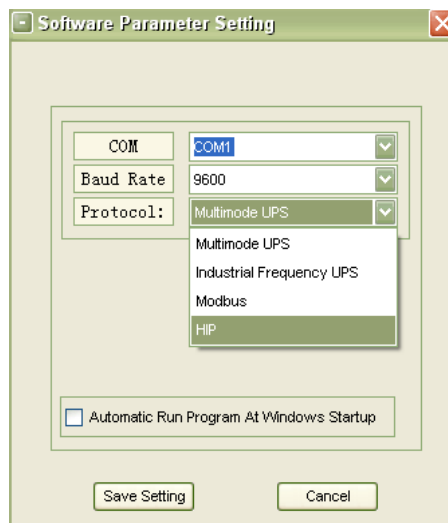 Software Parameter Setting
COM
COM1
Baud Rate
9600
Protocol:
Multimode UPS
Multimode UPS
Industrial Frequency UPS
Modbus
HIP
Automatic Run Program At Windows Startup
Save Setting
Cancel